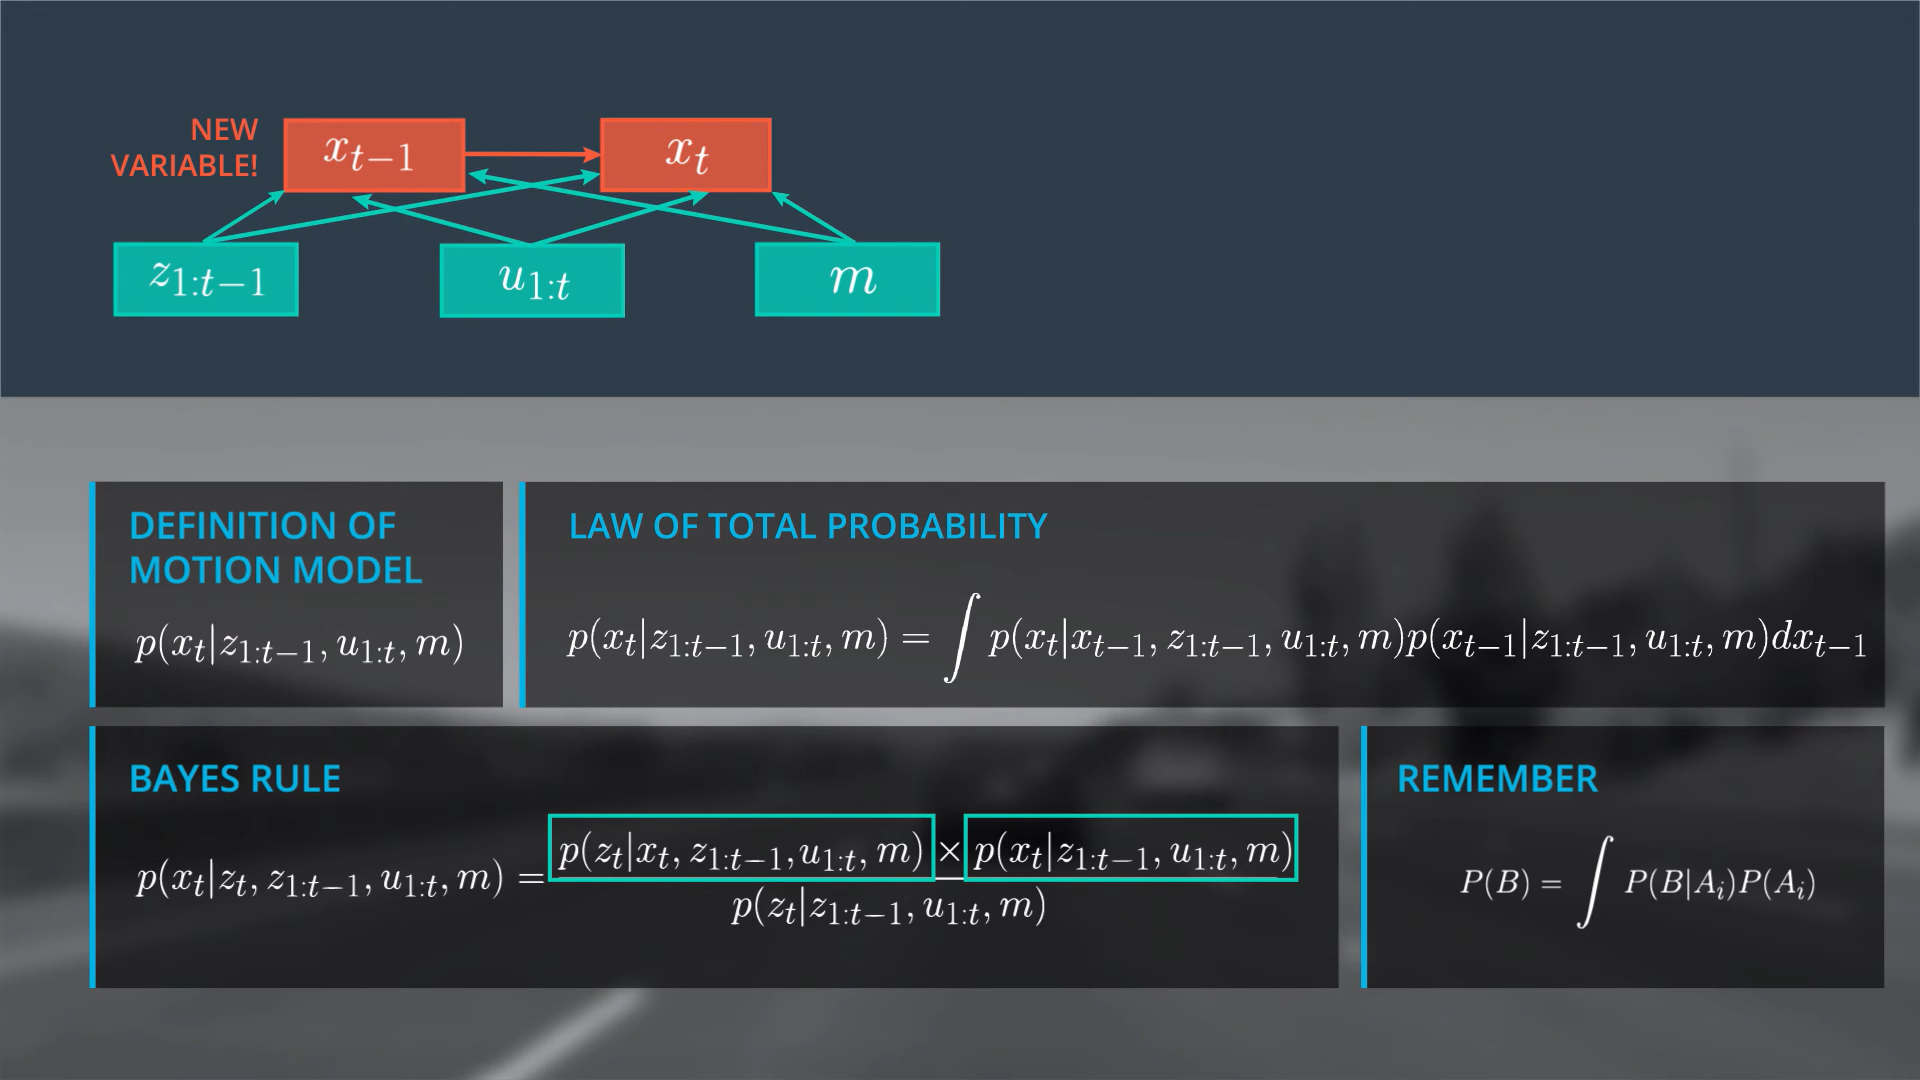 NEW
VARIABLE!
x_{t−1}
x_t
z_{1:t−1}
u_{1:t}
m
DEFINITION OF
MOTION MODEL
p(x_t|z_{1:t−1}, u_{1:t}, m)
LAW OF TOTAL PROBABILITY
p(x_t|z_{1:t−1}, u_{1:t}, m) = ∫ p(x_t|x_{t−1}, z_{1:t−1}, u_{1:t}, m)p(x_{t−1}|z_{1:t−1}, u_{1:t}, m)dx_{t−1}
BAYES RULE
p(x_t|z_t, z_{1:t−1}, u_{1:t}, m) =
p(z_t|x_t, z_{1:t−1}, u_{1:t}, m) × p(x_t|z_{1:t−1}, u_{1:t}, m)
p(z_t|z_{1:t−1}, u_{1:t}, m)
REMEMBER
P(B) = ∫ P(B|A_i)P(A_i)